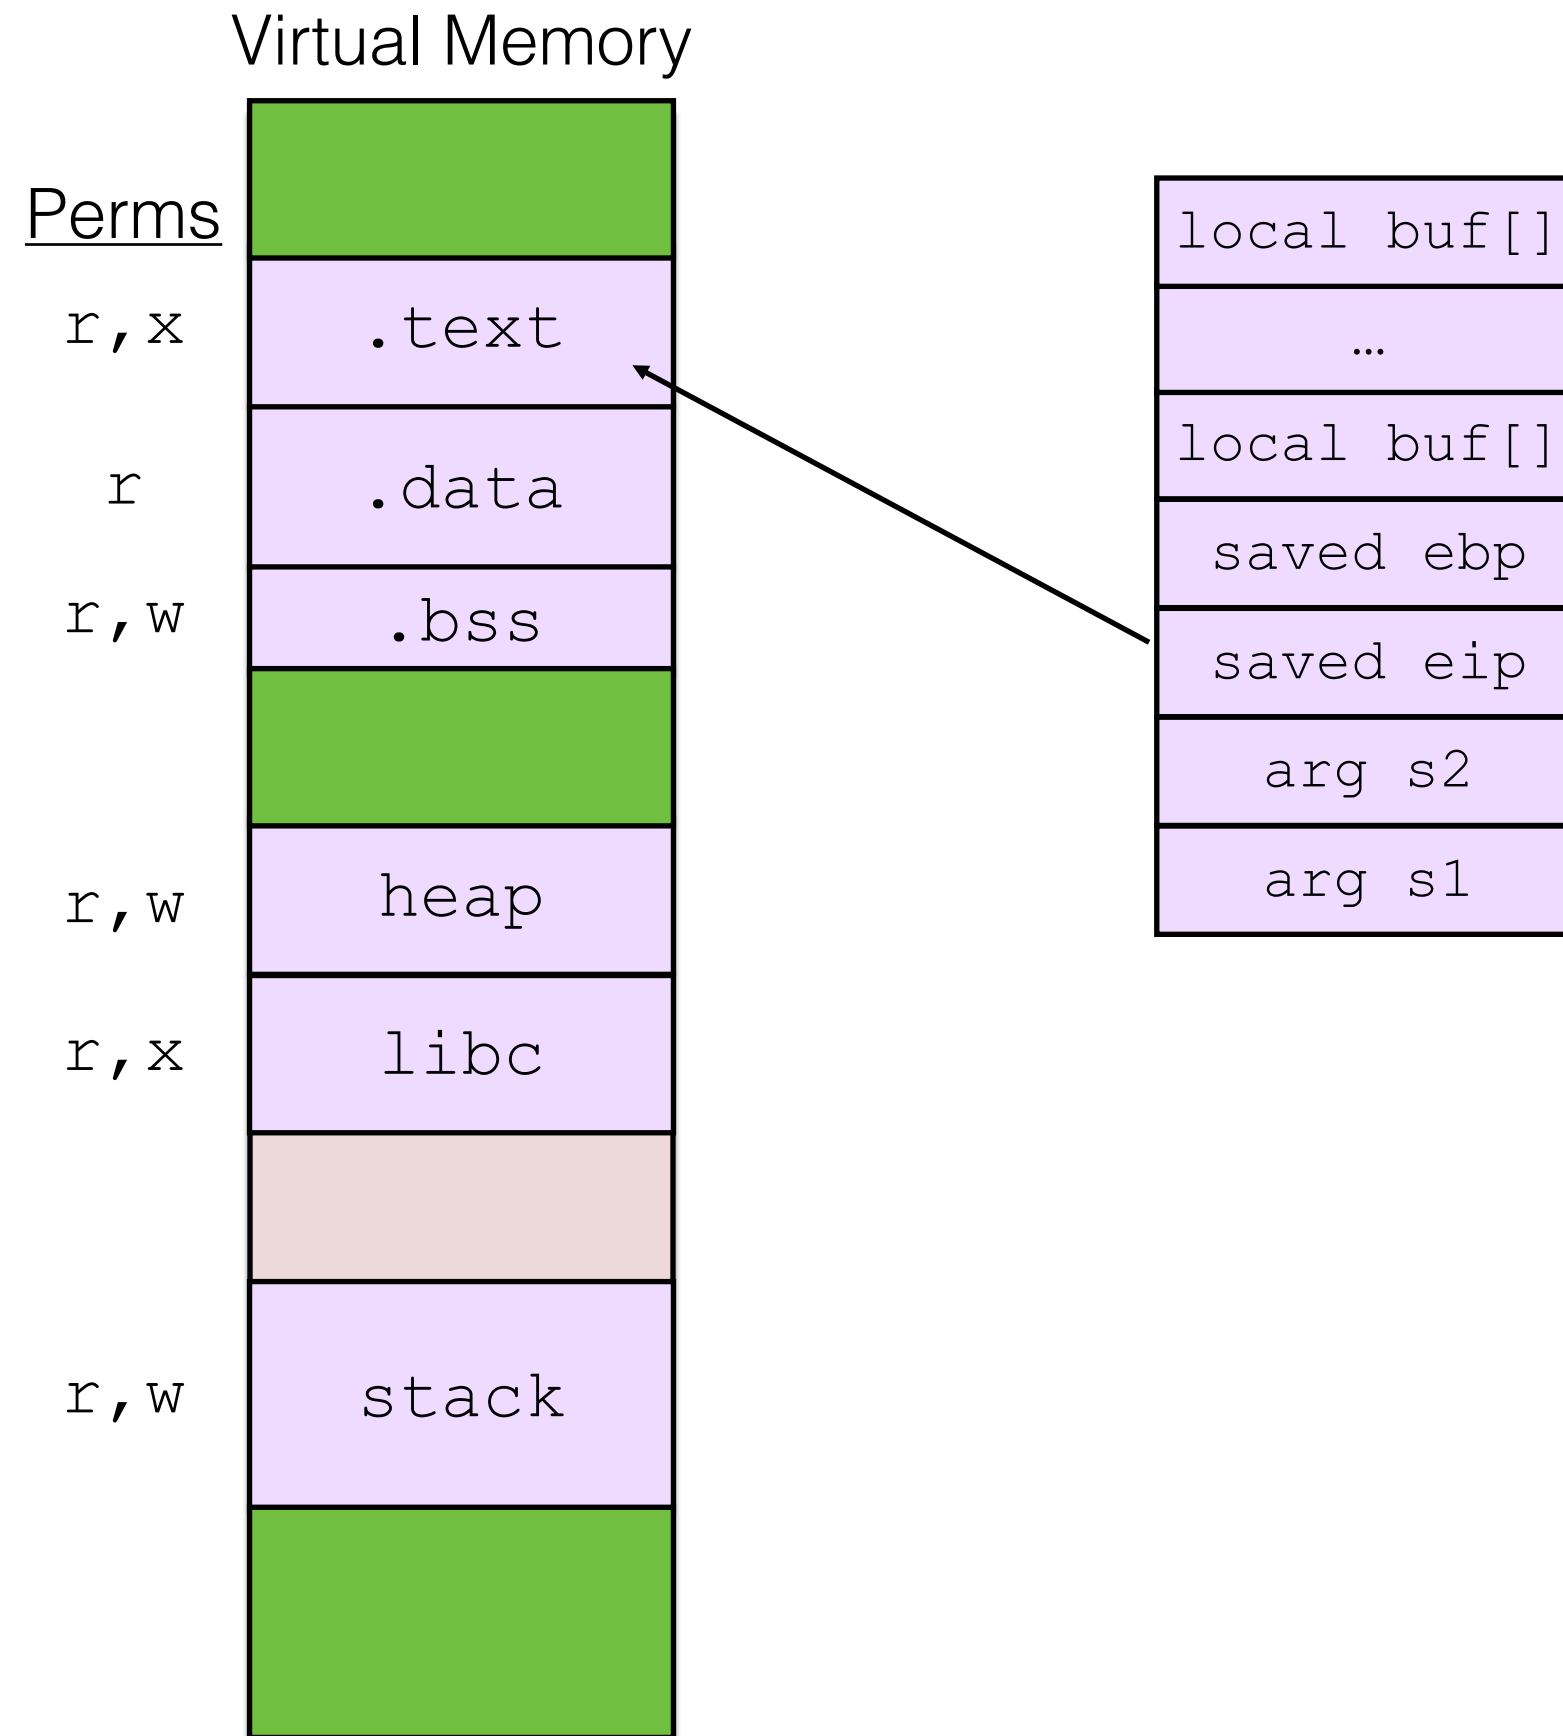 Virtual Memory
Perms
r,x
.text
r
.data
r,w
.bss
r,w
heap
r,x
libc
r,w
stack
local buf[]
…
local buf[]
saved ebp
saved eip
arg s2
arg s1